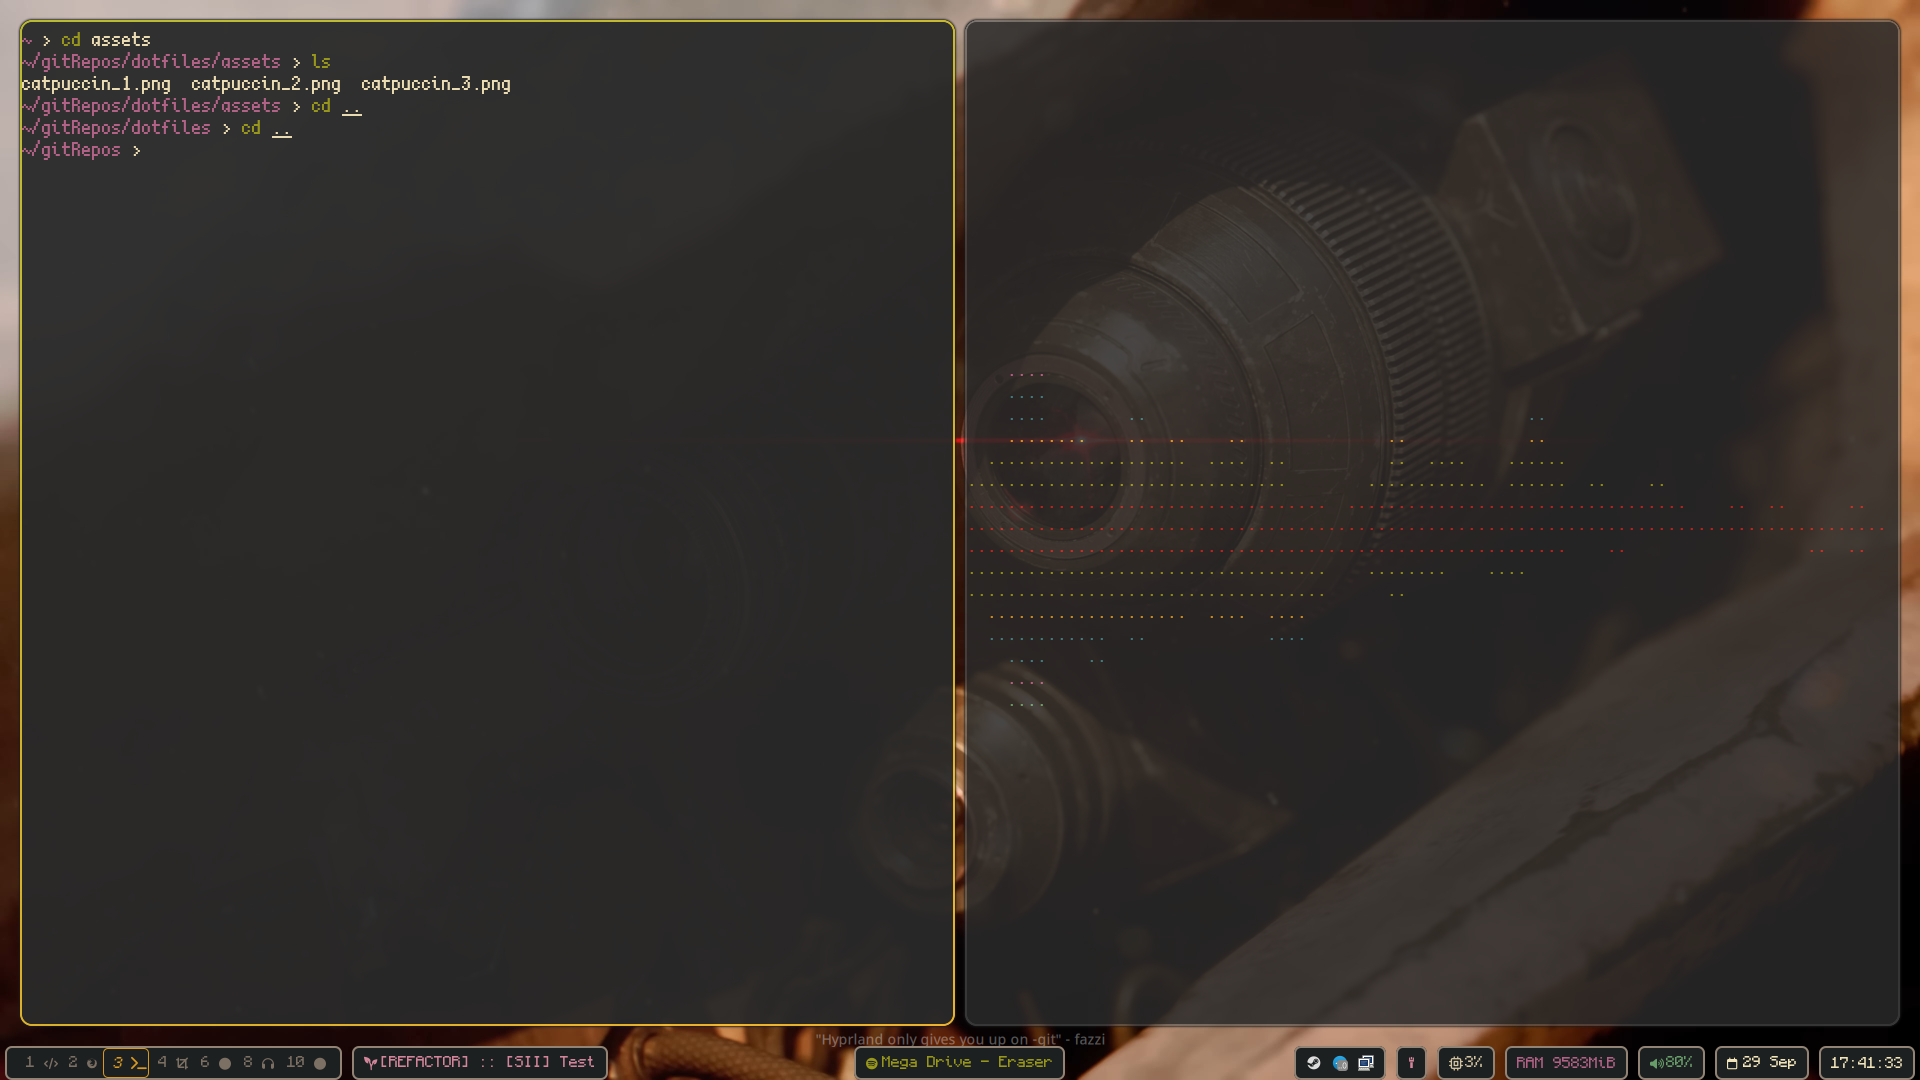 ~ > cd assets
~/gitRepos/dotfiles/assets > ls
catpuccin_1.png  catpuccin_2.png  catpuccin_3.png
~/gitRepos/dotfiles/assets > cd ..
~/gitRepos/dotfiles > cd ..
~/gitRepos >
"Hyprland only gives you up on -git" - fazzi
1 </> 2 3 >_ 4 6 8 10
[REFACTOR] :: [SII] Test
Mega Drive - Eraser
3%
RAM 9583MiB
80%
29 Sep
17:41:33